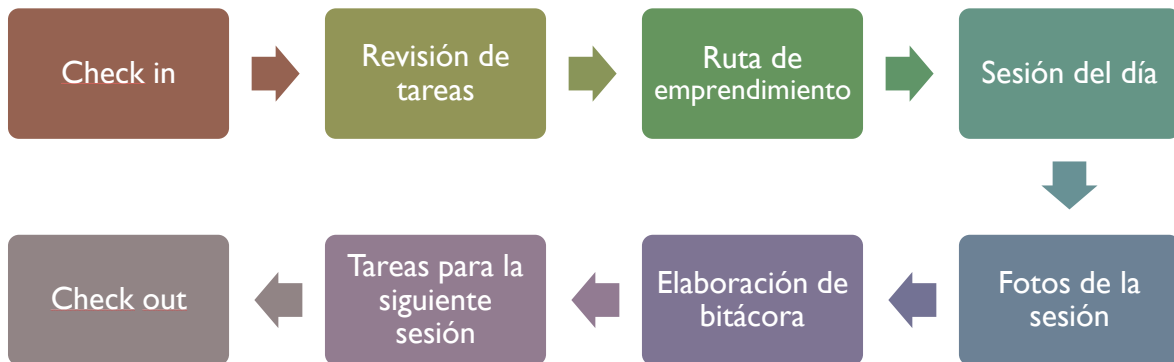 Check in
Revisión de
tareas
Ruta de
emprendimiento
Sesión del día
Fotos de la
sesión
Elaboración de
bitácora
Tareas para la
siguiente
sesión
Check out